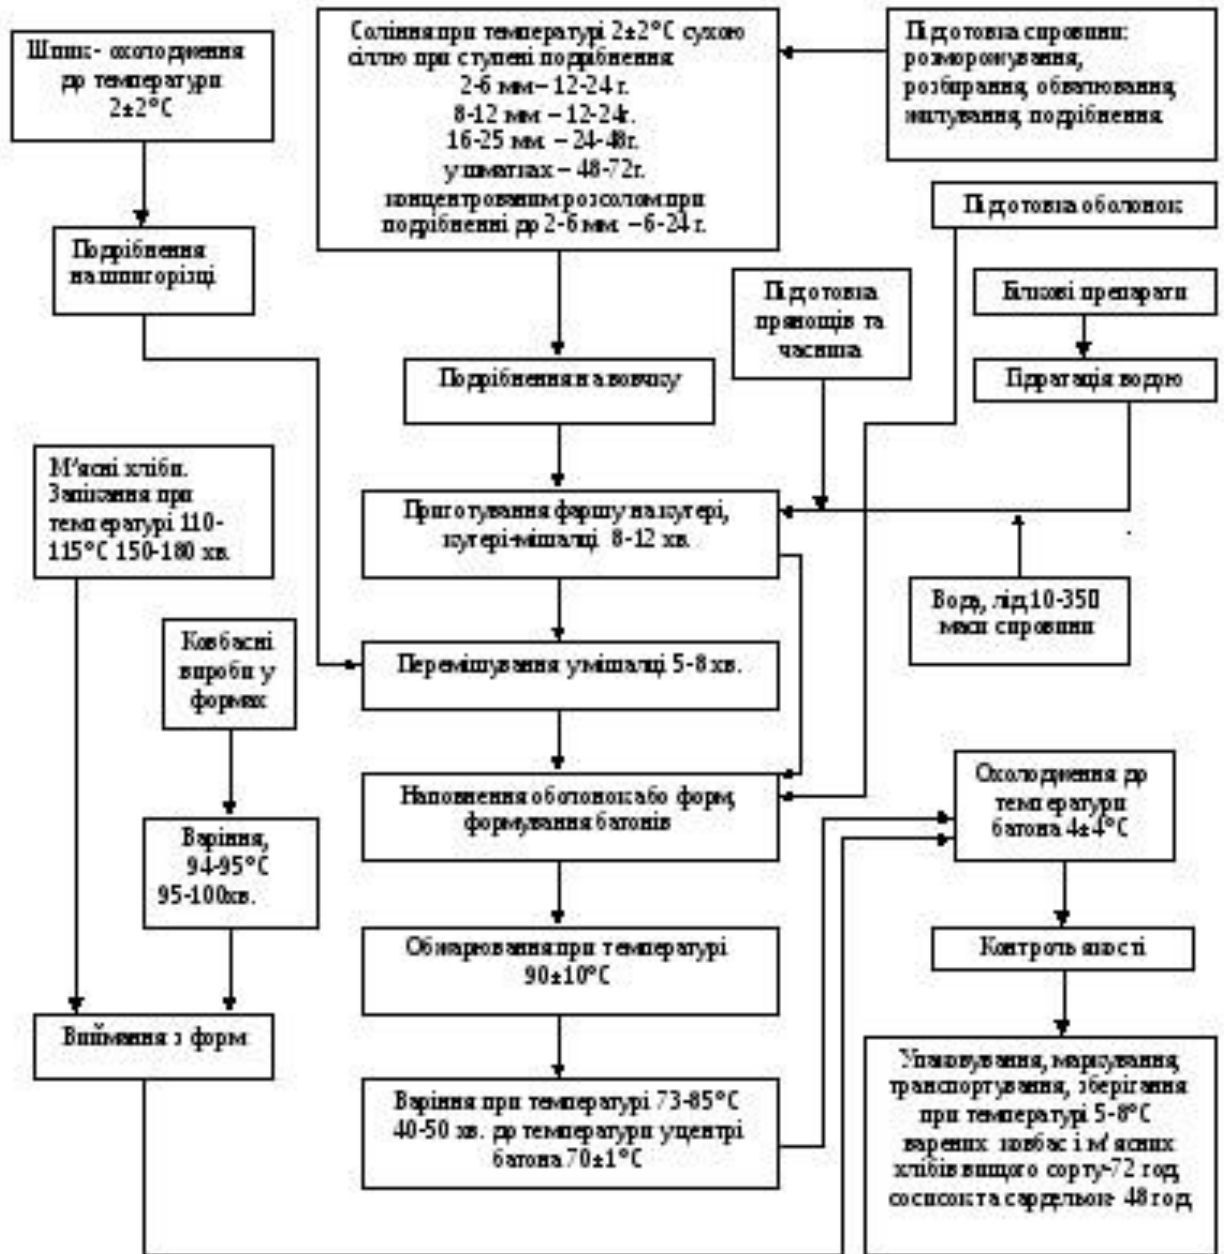 Шпик - охолодження
до температури
2±2°С
Соління при температурі 2±2°С сухою
сіллю при ступені подрібнення
2-6 мм – 12-24 г.
8-12 мм – 12-24г.
16-25 мм – 24-48г.
у шматках – 48-72г.
концентрованим розсолом при
подрібненні до 2-6 мм – 6-24 г.
Підготовка сировини:
розморожування,
розбирання, обвалювання,
жилування, подрібнення
Підготовка оболонок
Подрібнення
на шпигорізці
Підготовка
прянощів та
часника
Білкові препарати
Гідратація водою
Подрібнення на вовчку
М'ясні хліби.
Запікання при
температурі 110-
115°С 150-180 хв.
Приготування фаршу на кутері,
кутері-мішалці 8-12 хв.
Вода, лід 10-35
маси сировини
Ковбасні
вироби у
формах
Перемішування у мішалці 5-8 хв.
Наповнення оболонок або форм,
формування батонів
Охолодження до
температури
батона 4±4°С
Варіння,
94-95°С
95-100хв.
Обжарювання при температурі
90±10°С
Контроль якості
Виймання з форм
Варіння при температурі 73-85°С
40-50 хв. до температури у центрі
батона 70±1°С
Упаковування, маркування,
транспортування, зберігання
при температурі 5-8°С
варених ковбас і м'ясних
хлібів вищого сорту-72 год,
сосисок та сардельок- 48 год